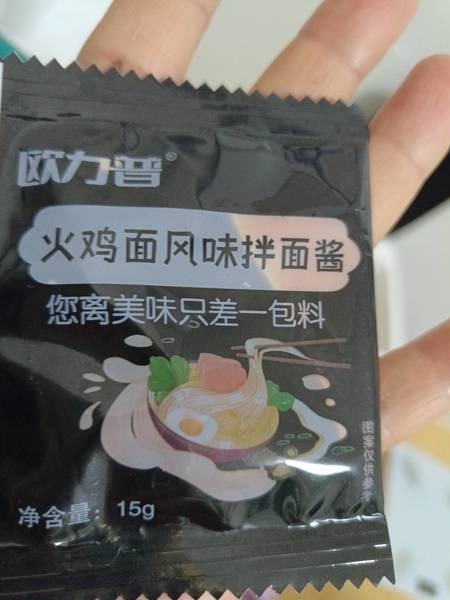 欧力普®
火鸡面风味拌面酱
您离美味只差一包料
图案仅供参考
净含量：15g